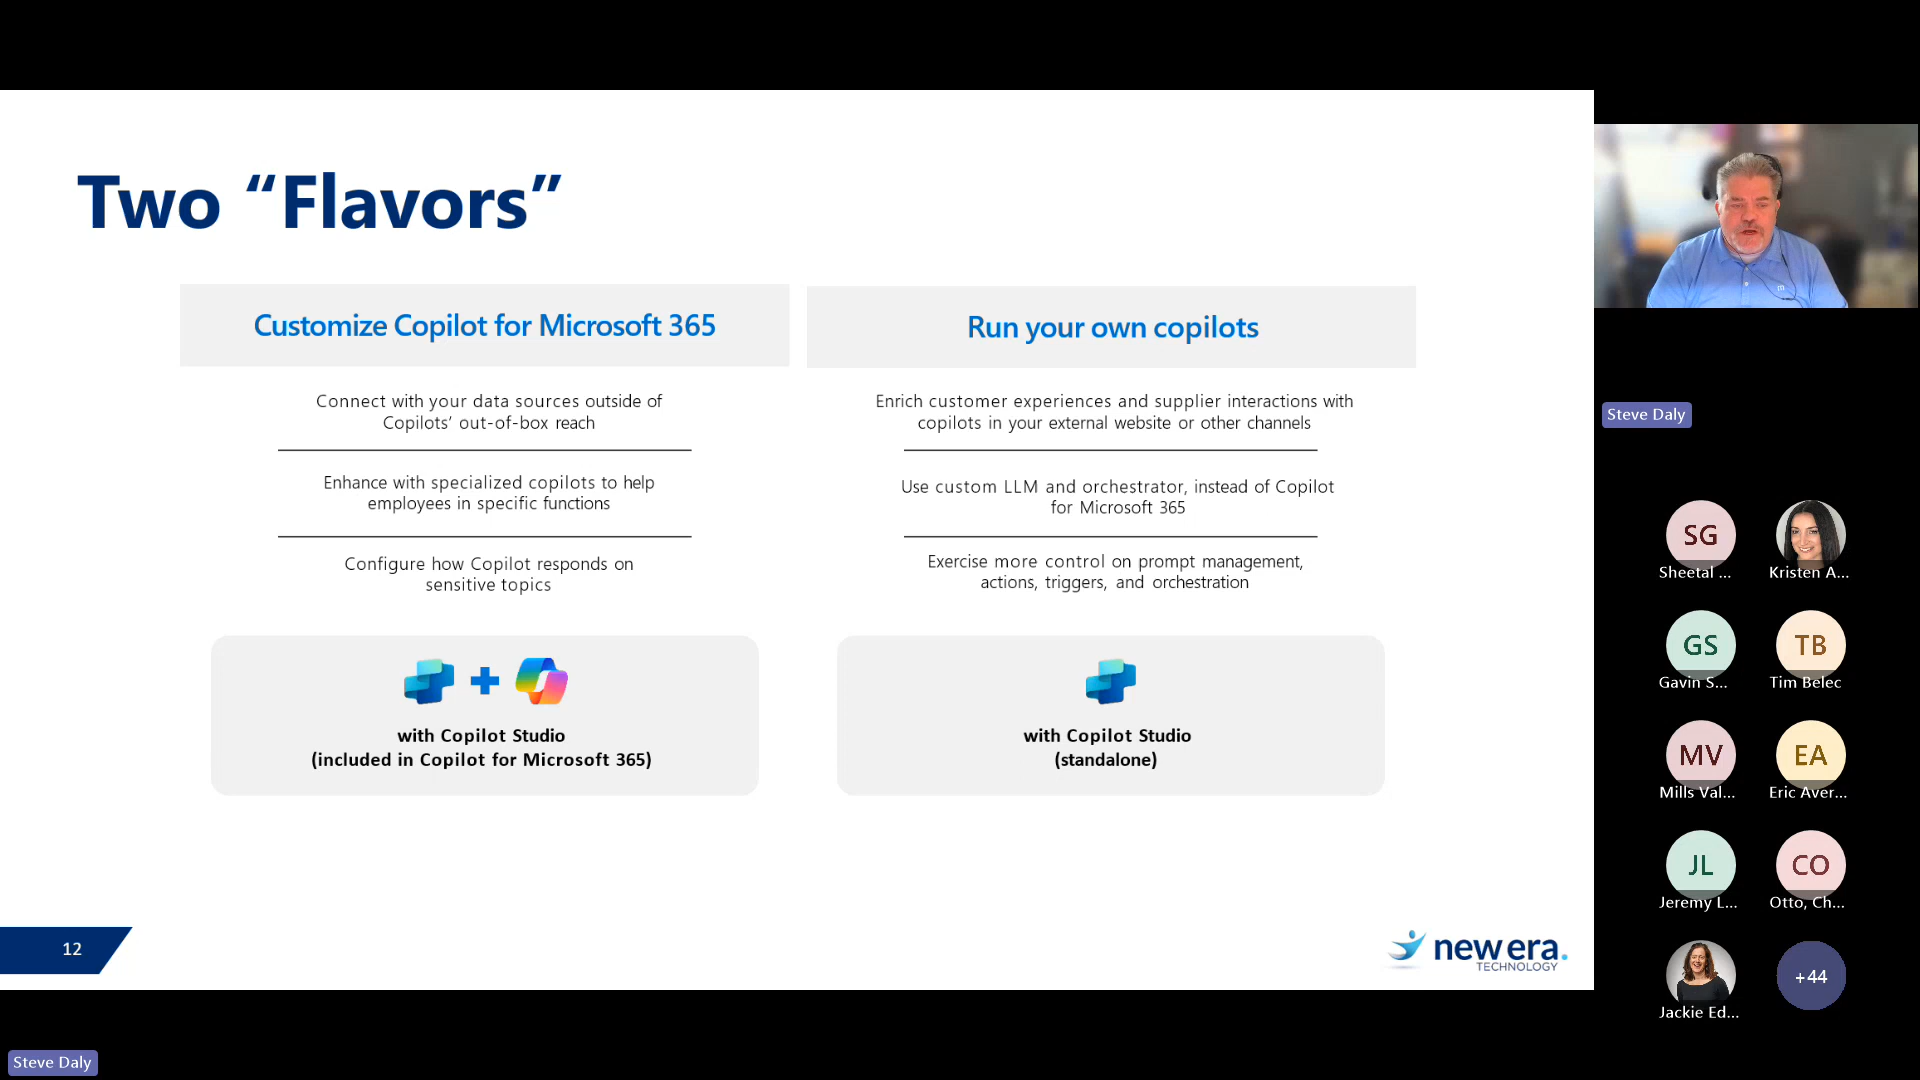 Two “Flavors”
Customize Copilot for Microsoft 365
Connect with your data sources outside of
Copilots’ out-of-box reach
Enhance with specialized copilots to help
employees in specific functions
Configure how Copilot responds on
sensitive topics
with Copilot Studio
(included in Copilot for Microsoft 365)
Run your own copilots
Enrich customer experiences and supplier interactions with
copilots in your external website or other channels
Use custom LLM and orchestrator, instead of Copilot
for Microsoft 365
Exercise more control on prompt management,
actions, triggers, and orchestration
with Copilot Studio
(standalone)
12
new era.
TECHNOLOGY
Steve Daly
SG
Sheetal ...
Kristen A...
GS
Gavin S...
TB
Tim Belec
MV
Mills Val...
EA
Eric Aver...
JL
Jeremy L...
CO
Otto, Ch...
Jackie Ed...
+44
Steve Daly